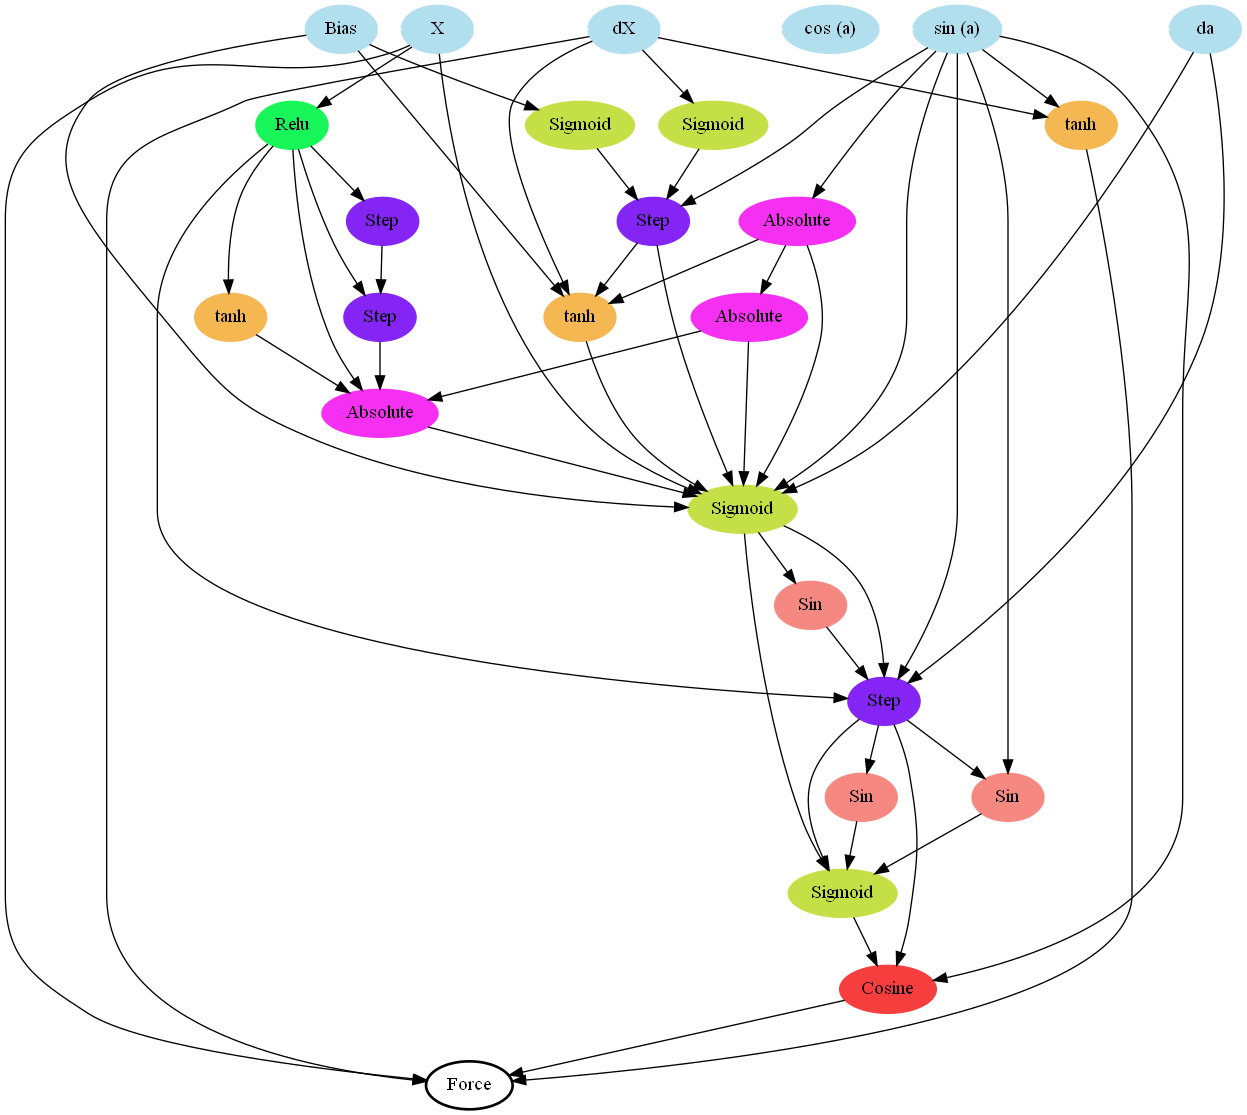 Bias
X
dX
cos (a)
sin (a)
da
Relu
Sigmoid
Sigmoid
tanh
Step
Step
Absolute
tanh
Step
tanh
Absolute
Absolute
Sigmoid
Sin
Step
Sin
Sin
Sigmoid
Cosine
Force